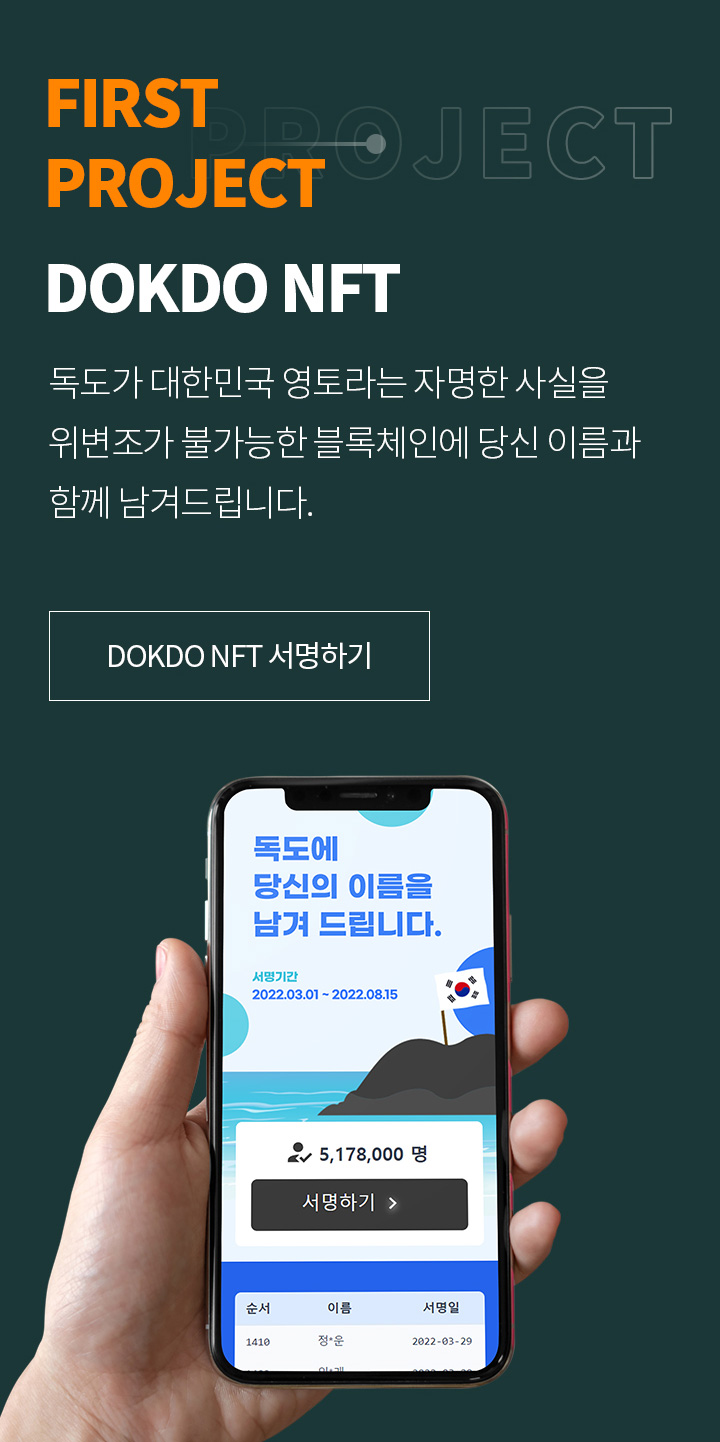 FIRST
PROJECT
PROJECT
DOKDO NFT
독도가 대한민국 영토라는 자명한 사실을
위변조가 불가능한 블록체인에 당신 이름과
함께 남겨드립니다.
DOKDO NFT 서명하기
독도에
당신의 이름을
남겨 드립니다.
서명기간
2022.03.01 ~ 2022.08.15
5,178,000 명
서명하기 >
순서 이름 서명일
1410 정*운 2022-03-29